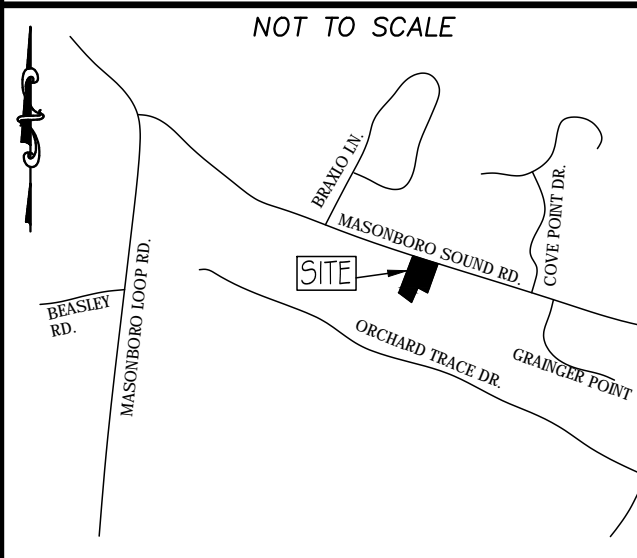 NOT TO SCALE
BRAXLO LN.
COVE POINT DR.
MASONBORO SOUND RD.
SITE
MASONBORO LOOP RD.
BEASLEY
RD.
ORCHARD TRACE DR.
GRAINGER POINT